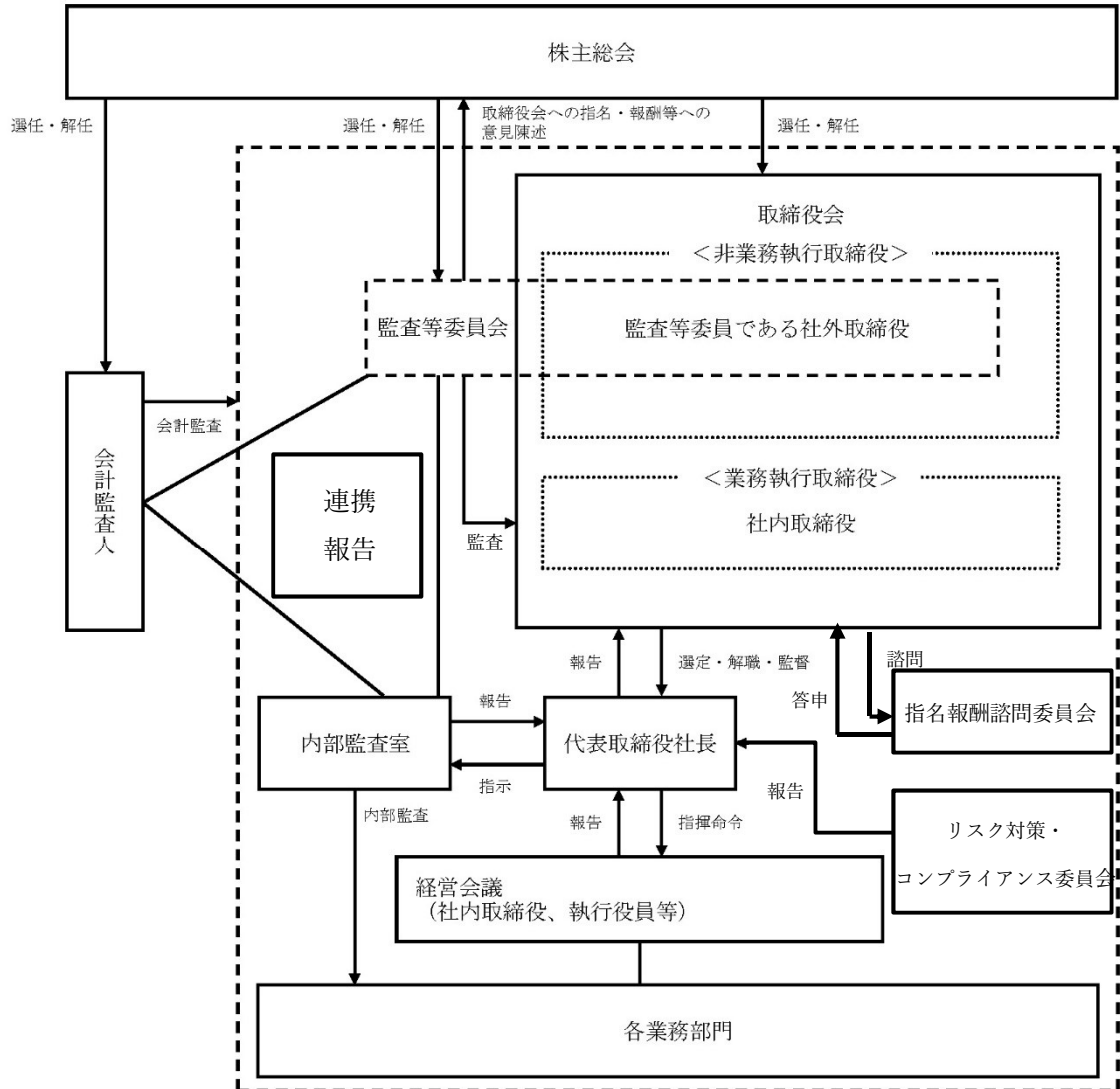 株主総会
選任・解任
選任・解任
取締役会への指名・報酬等への
意見陳述
選任・解任
取締役会
＜非業務執行取締役＞
監査等委員会
監査等委員である社外取締役
会計監査
会計監査人
連携
報告
＜業務執行取締役＞
社内取締役
監査
報告
選定・解職・監督
諮問
答申
指名報酬諮問委員会
内部監査室
報告
代表取締役社長
指示
報告
内部監査
報告
指揮命令
リスク対策・
コンプライアンス委員会
経営会議
（社内取締役、執行役員等）
各業務部門